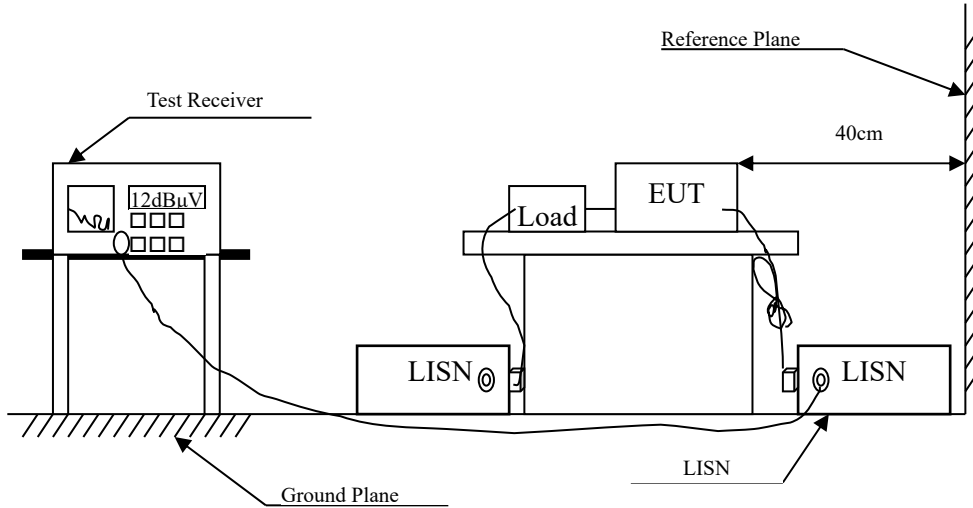 Reference Plane
Test Receiver
40cm
12dBμV
Load
EUT
LISN
LISN
LISN
Ground Plane